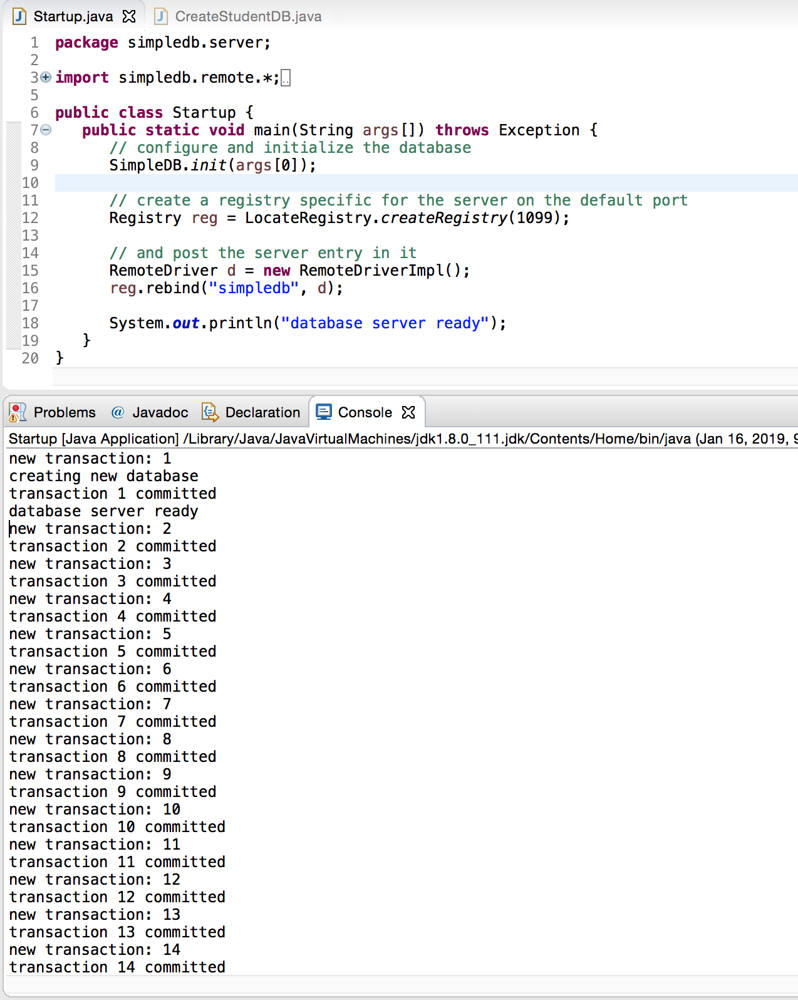 Startup.java CreateStudentDB.java
1 package simpledb.server;
2
3 import simpledb.remote.*;
5
6 public class Startup {
7 public static void main(String args[]) throws Exception {
8 // configure and initialize the database
9 SimpleDB.init(args[0]);
10
11 // create a registry specific for the server on the default port
12 Registry reg = LocateRegistry.createRegistry(1099);
13
14 // and post the server entry in it
15 RemoteDriver d = new RemoteDriverImpl();
16 reg.rebind("simpledb", d);
17
18 System.out.println("database server ready");
19 }
20 }
Problems @ Javadoc Declaration Console
Startup [Java Application] /Library/Java/JavaVirtualMachines/jdk1.8.0_111.jdk/Contents/Home/bin/java (Jan 16, 2019, 9
new transaction: 1
creating new database
transaction 1 committed
database server ready
new transaction: 2
transaction 2 committed
new transaction: 3
transaction 3 committed
new transaction: 4
transaction 4 committed
new transaction: 5
transaction 5 committed
new transaction: 6
transaction 6 committed
new transaction: 7
transaction 7 committed
new transaction: 8
transaction 8 committed
new transaction: 9
transaction 9 committed
new transaction: 10
transaction 10 committed
new transaction: 11
transaction 11 committed
new transaction: 12
transaction 12 committed
new transaction: 13
transaction 13 committed
new transaction: 14
transaction 14 committed